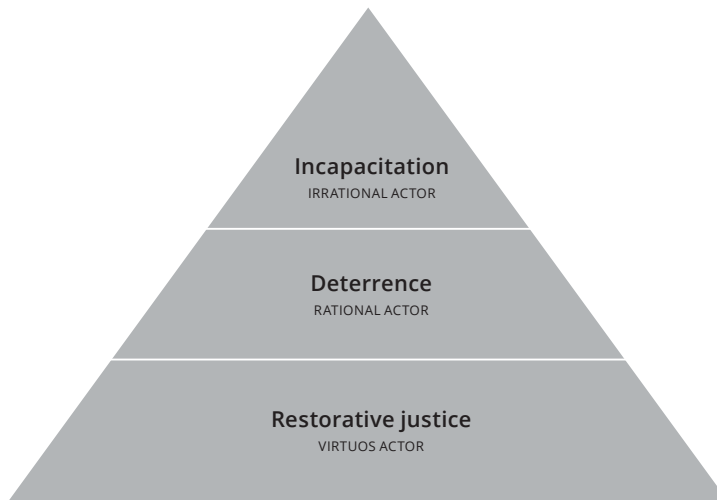 Incapacitation
IRRATIONAL ACTOR
Deterrence
RATIONAL ACTOR
Restorative justice
VIRTUOS ACTOR